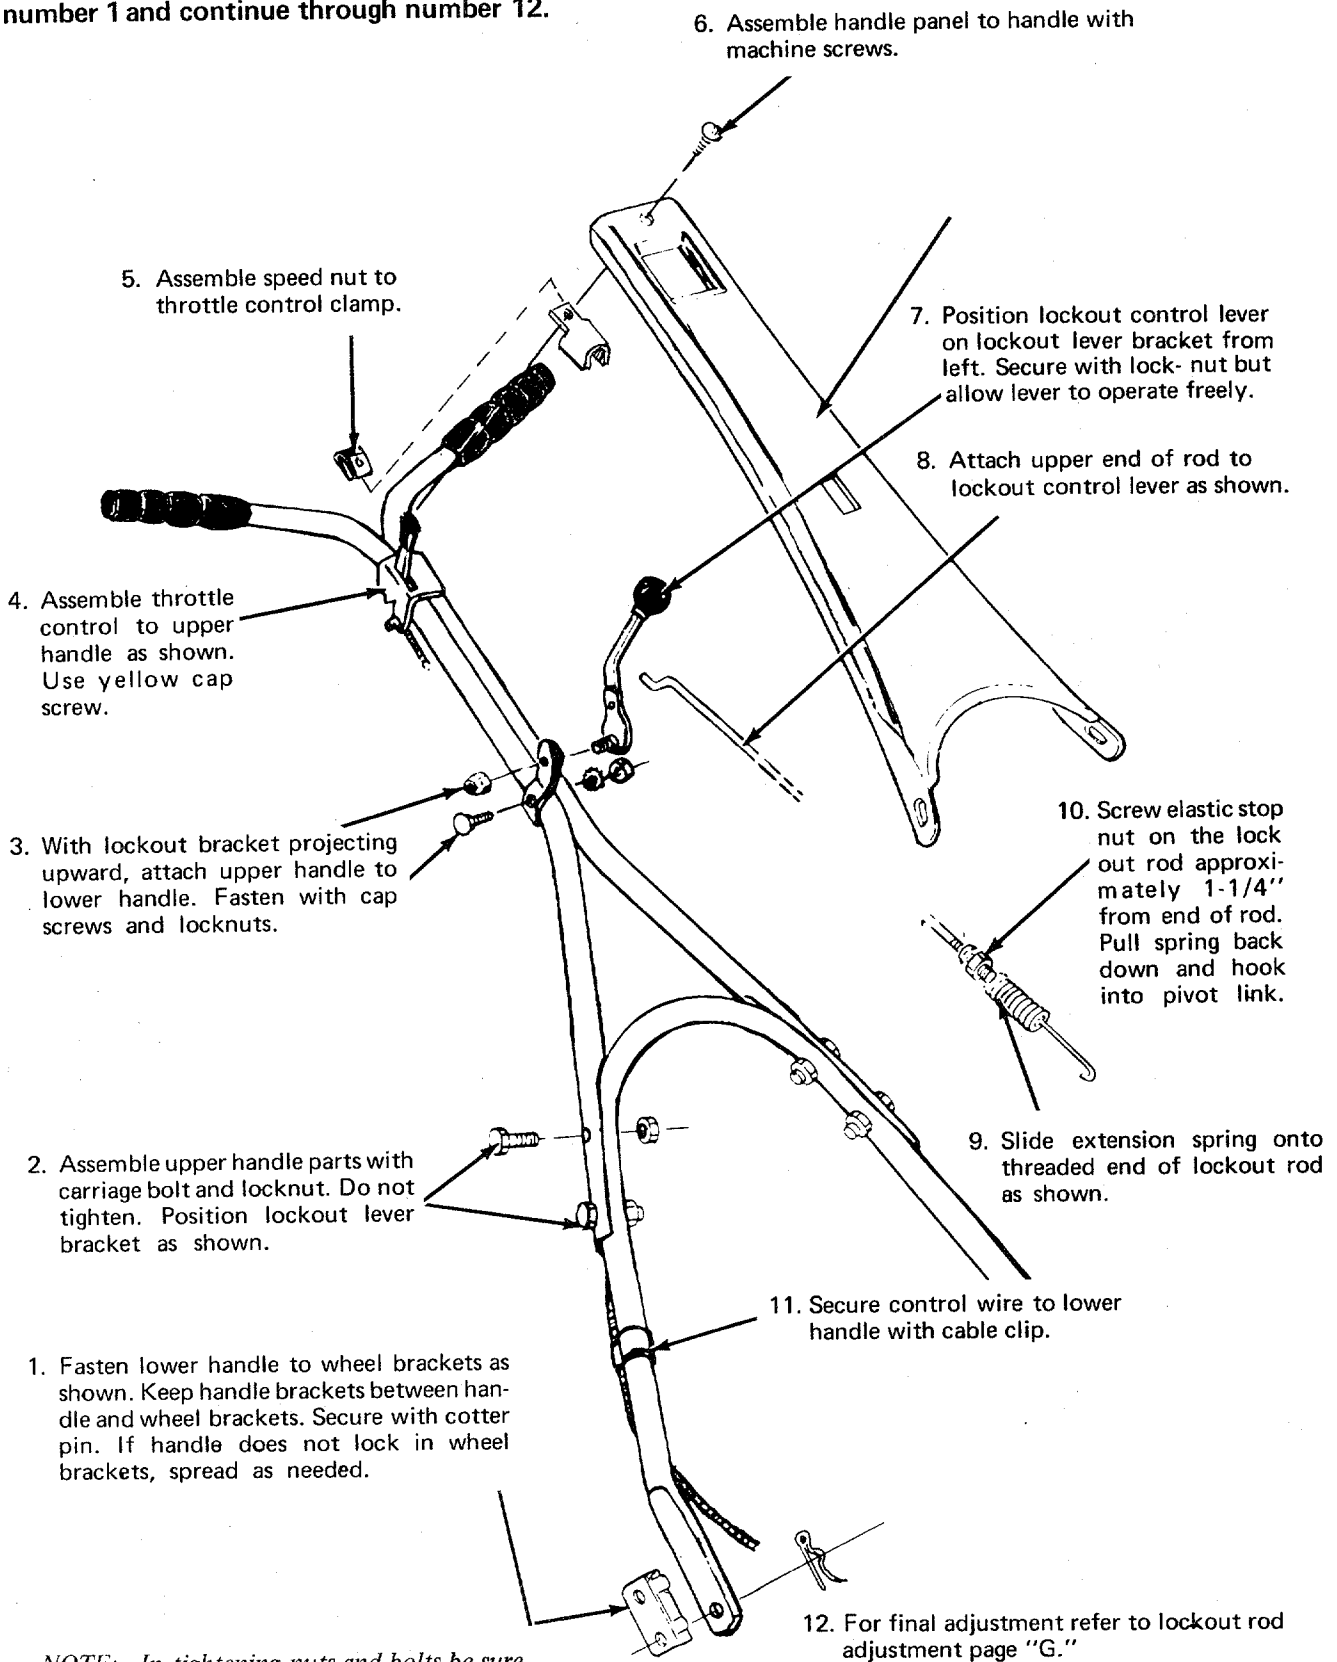 number 1 and continue through number 12.
6. Assemble handle panel to handle with
machine screws.
5. Assemble speed nut to
throttle control clamp.
7. Position lockout control lever
on lockout lever bracket from
left. Secure with lock- nut but
allow lever to operate freely.
8. Attach upper end of rod to
lockout control lever as shown.
4. Assemble throttle
control to upper
handle as shown.
Use yellow cap
screw.
3. With lockout bracket projecting
upward, attach upper handle to
lower handle. Fasten with cap
screws and locknuts.
10. Screw elastic stop
nut on the lock
out rod approxi-
mately 1-1/4"
from end of rod.
Pull spring back
down and hook
into pivot link.
9. Slide extension spring onto
threaded end of lockout rod
as shown.
2. Assemble upper handle parts with
carriage bolt and locknut. Do not
tighten. Position lockout lever
bracket as shown.
11. Secure control wire to lower
handle with cable clip.
1. Fasten lower handle to wheel brackets as
shown. Keep handle brackets between han-
dle and wheel brackets. Secure with cotter
pin. If handle does not lock in wheel
brackets, spread as needed.
12. For final adjustment refer to lockout rod
adjustment page "G."
NOTE: In tightening nuts and bolts be sure